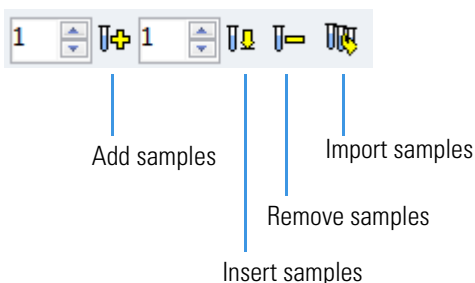 1 1
Add samples
Import samples
Remove samples
Insert samples